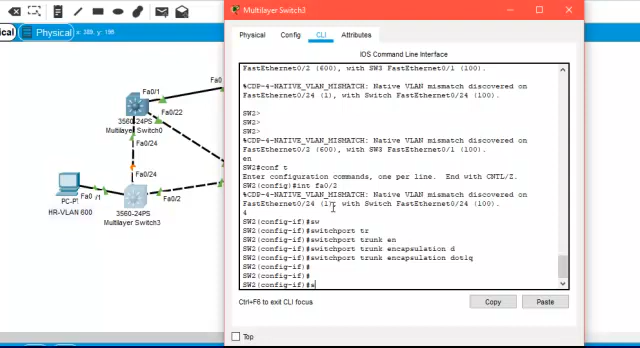 Multilayer Switch3
Physical
Config
CLI
Attributes
IOS Command Line Interface
FastEthernet0/2 (600), with SW3 FastEthernet0/1 (100).
%CDP-4-NATIVE_VLAN_MISMATCH: Native VLAN mismatch discovered on
FastEthernet0/24 (1), with Switch FastEthernet0/24 (100).
SW2>
SW2>
SW2>
%CDP-4-NATIVE_VLAN_MISMATCH: Native VLAN mismatch discovered on
FastEthernet0/2 (600), with SW3 FastEthernet0/1 (100).
en
SW2#conf t
Enter configuration commands, one per line. End with CNTL/Z.
SW2(config)#int fa0/2
%CDP-4-NATIVE_VLAN_MISMATCH: Native VLAN mismatch discovered on
FastEthernet0/24 (1), with Switch FastEthernet0/24 (100).
4
SW2(config-if)#sw
SW2(config-if)#switchport tr
SW2(config-if)#switchport trunk en
SW2(config-if)#switchport trunk encapsulation d
SW2(config-if)#switchport trunk encapsulation dot1q
SW2(config-if)#
SW2(config-if)#
SW2(config-if)#s
Ctrl+F6 to exit CLI focus
Copy
Paste
Top
Physical
x: 389, y: 196
Fa0/1
Fa0
Fa0/22
3560-24PS
Multilayer Switch0
Fa0/24
Fa0/24
Fa0
/1
PC-PT
HR-VLAN 600
Fa0/2
3560-24PS
Multilayer Switch3